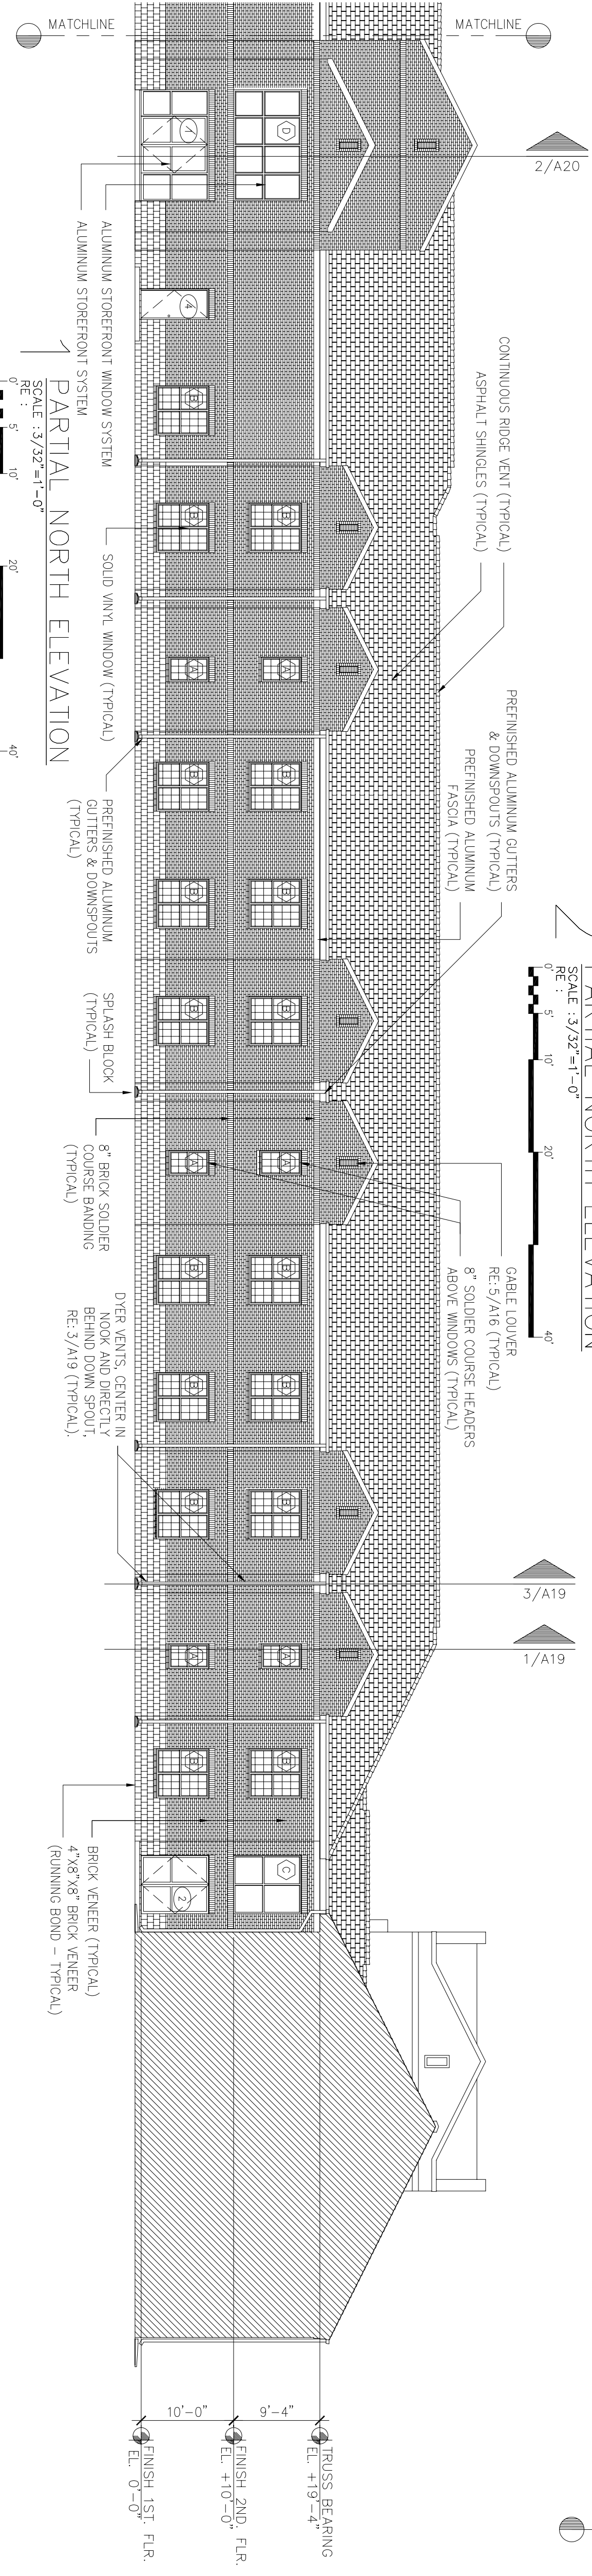 MATCHLINE
MATCHLINE
2/A20
3/A19
1/A19
CONTINUOUS RIDGE VENT (TYPICAL)
ASPHALT SHINGLES (TYPICAL)
PREFINISHED ALUMINUM GUTTERS
& DOWNSPOUTS (TYPICAL)
PREFINISHED ALUMINUM
FASCIA (TYPICAL)
GABLE LOUVER
RE: 5/A16 (TYPICAL)
8" SOLDIER COURSE HEADERS
ABOVE WINDOWS (TYPICAL)
2
PARTIAL NORTH ELEVATION
SCALE : 3/32"=1'-0"
RE :
0'
5'
10'
20'
40'
D
B
A
B
B
B
A
B
B
B
A
B
C
1
4
B
B
A
B
B
B
A
B
B
B
A
B
2
ALUMINUM STOREFRONT WINDOW SYSTEM
ALUMINUM STOREFRONT SYSTEM
SOLID VINYL WINDOW (TYPICAL)
PREFINISHED ALUMINUM
GUTTERS & DOWNSPOUTS
(TYPICAL)
SPLASH BLOCK
(TYPICAL)
8" BRICK SOLDIER
COURSE BANDING
(TYPICAL)
DYER VENTS, CENTER IN
NOOK AND DIRECTLY
BEHIND DOWN SPOUT,
RE: 3/A19 (TYPICAL).
BRICK VENEER (TYPICAL)
4"X8"X8" BRICK VENEER
(RUNNING BOND - TYPICAL)
TRUSS BEARING
EL. +19'-4"
9'-4"
FINISH 2ND. FLR.
EL. +10'-0"
10'-0"
FINISH 1ST. FLR.
EL. 0'-0"
1
PARTIAL NORTH ELEVATION
SCALE : 3/32"=1'-0"
RE :
0'
5'
10'
20'
40'